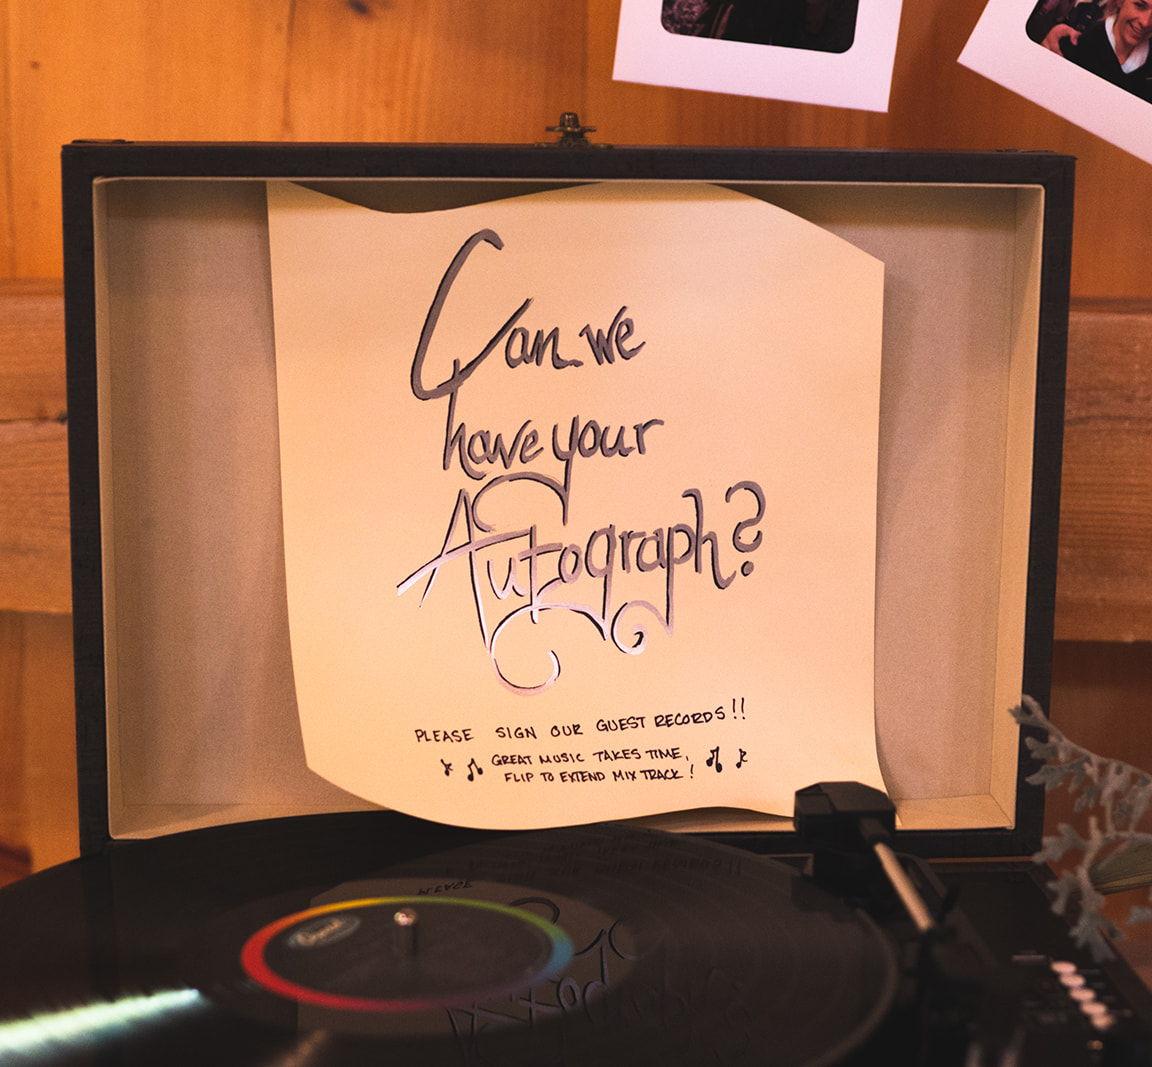 Can we
have your
Autograph?
PLEASE SIGN OUR GUEST RECORDS!!
GREAT MUSIC TAKES TIME,
FLIP TO EXTEND MIX TRACK!
Capitol